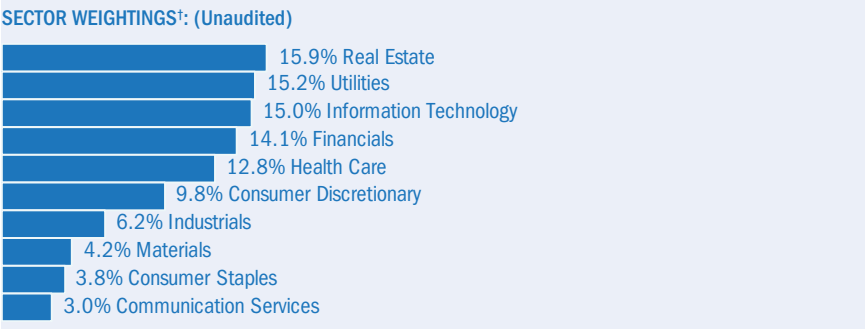 SECTOR WEIGHTINGS†: (Unaudited)
15.9% Real Estate
15.2% Utilities
15.0% Information Technology
14.1% Financials
12.8% Health Care
9.8% Consumer Discretionary
6.2% Industrials
4.2% Materials
3.8% Consumer Staples
3.0% Communication Services